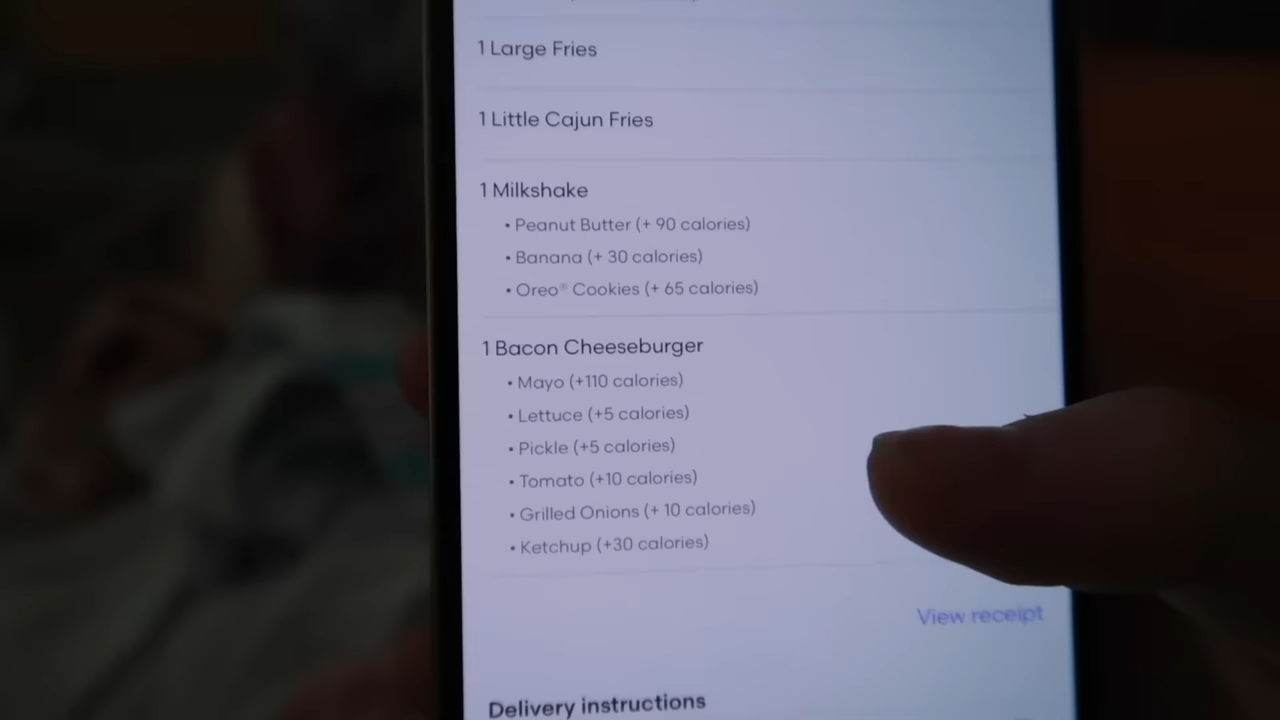 1 Large Fries
1 Little Cajun Fries
1 Milkshake
• Peanut Butter (+ 90 calories)
• Banana (+ 30 calories)
• Oreo® Cookies (+ 65 calories)
1 Bacon Cheeseburger
• Mayo (+110 calories)
• Lettuce (+5 calories)
• Pickle (+5 calories)
• Tomato (+10 calories)
• Grilled Onions (+ 10 calories)
• Ketchup (+30 calories)
View receipt
Delivery instructions